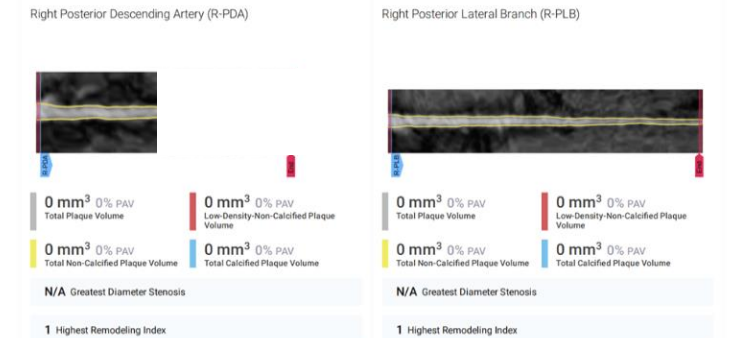 Right Posterior Descending Artery (R-PDA)
R-PDA
End
0 mm³ 0% PAV
Total Plaque Volume
0 mm³ 0% PAV
Low-Density-Non-Calcified Plaque
Volume
0 mm³ 0% PAV
Total Non-Calcified Plaque Volume
0 mm³ 0% PAV
Total Calcified Plaque Volume
N/A Greatest Diameter Stenosis
1 Highest Remodeling Index
Right Posterior Lateral Branch (R-PLB)
R-PLB
End
0 mm³ 0% PAV
Total Plaque Volume
0 mm³ 0% PAV
Low-Density-Non-Calcified Plaque
Volume
0 mm³ 0% PAV
Total Non-Calcified Plaque Volume
0 mm³ 0% PAV
Total Calcified Plaque Volume
N/A Greatest Diameter Stenosis
1 Highest Remodeling Index